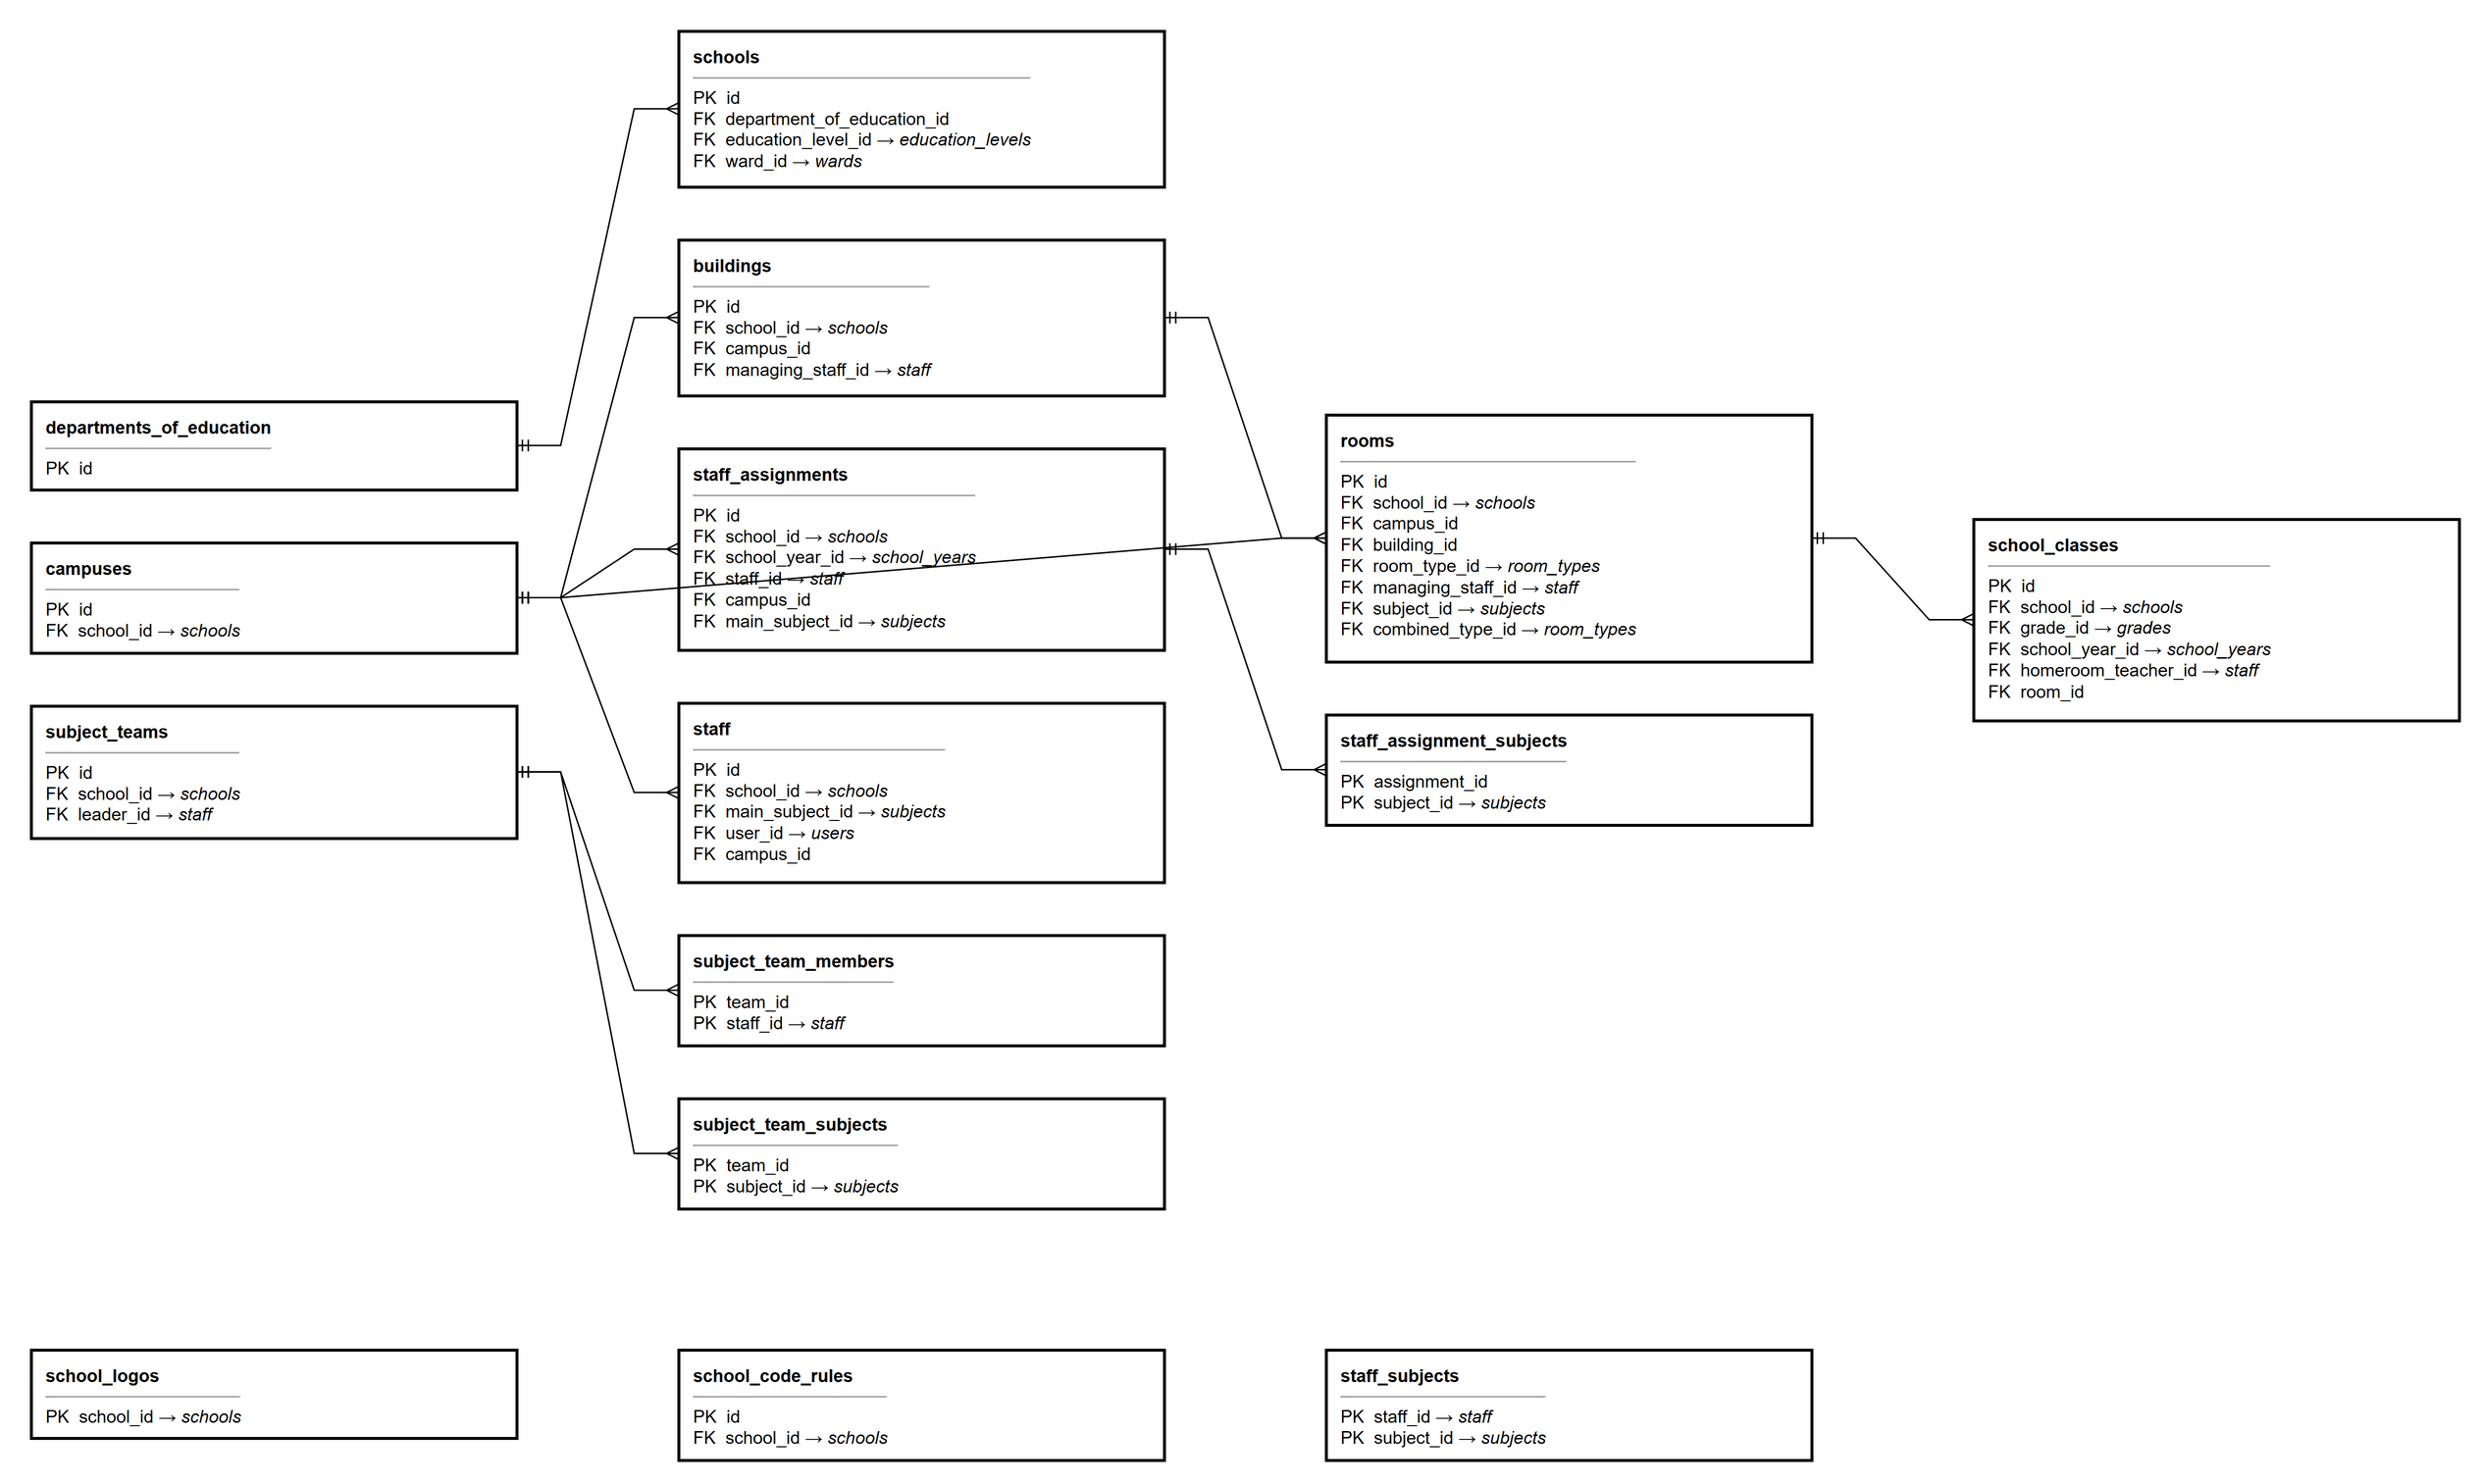 schools
PK id
FK department_of_education_id
FK education_level_id → education_levels
FK ward_id → wards
buildings
PK id
FK school_id → schools
FK campus_id
FK managing_staff_id → staff
departments_of_education
PK id
staff_assignments
PK id
FK school_id → schools
FK school_year_id → school_years
FK staff_id → staff
FK campus_id
FK main_subject_id → subjects
rooms
PK id
FK school_id → schools
FK campus_id
FK building_id
FK room_type_id → room_types
FK managing_staff_id → staff
FK subject_id → subjects
FK combined_type_id → room_types
school_classes
PK id
FK school_id → schools
FK grade_id → grades
FK school_year_id → school_years
FK homeroom_teacher_id → staff
FK room_id
campuses
PK id
FK school_id → schools
subject_teams
PK id
FK school_id → schools
FK leader_id → staff
staff
PK id
FK school_id → schools
FK main_subject_id → subjects
FK user_id → users
FK campus_id
staff_assignment_subjects
PK assignment_id
PK subject_id → subjects
subject_team_members
PK team_id
PK staff_id → staff
subject_team_subjects
PK team_id
PK subject_id → subjects
school_logos
PK school_id → schools
school_code_rules
PK id
FK school_id → schools
staff_subjects
PK staff_id → staff
PK subject_id → subjects